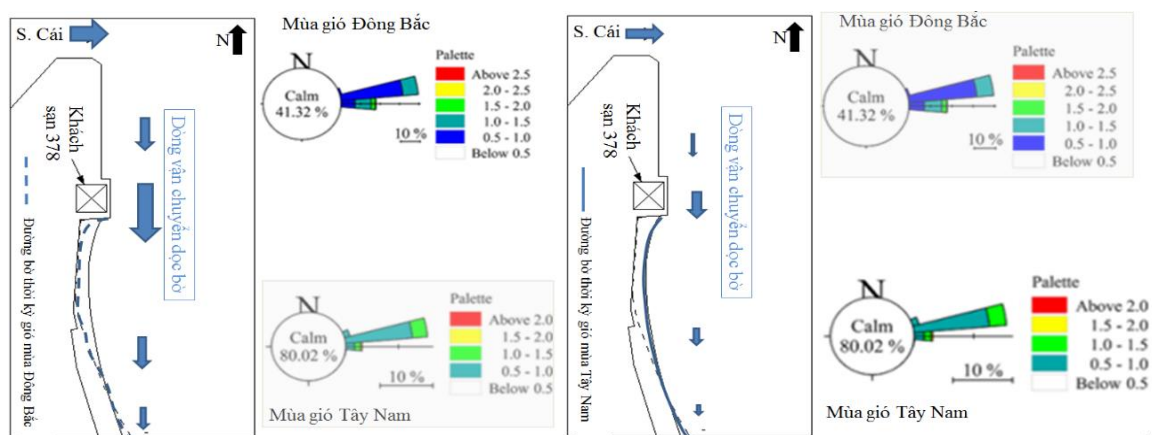 S. Cái
N
Khách
sạn 378
Dòng vận chuyển dọc bờ
Đường bờ thời kỳ gió mùa Đông Bắc
Mùa gió Đông Bắc
N
Calm
41.32 %
Palette
Above 2.5
2.0 - 2.5
1.5 - 2.0
1.0 - 1.5
0.5 - 1.0
Below 0.5
10 %
N
Calm
80.02 %
Palette
Above 2.0
1.5 - 2.0
1.0 - 1.5
0.5 - 1.0
Below 0.5
10 %
Mùa gió Tây Nam
S. Cái
N
Khách
sạn 378
Dòng vận chuyển dọc bờ
Đường bờ thời kỳ gió mùa Tây Nam
Mùa gió Đông Bắc
N
Calm
41.32 %
Palette
Above 2.5
2.0 - 2.5
1.5 - 2.0
1.0 - 1.5
0.5 - 1.0
Below 0.5
10 %
N
Calm
80.02 %
Palette
Above 2.0
1.5 - 2.0
1.0 - 1.5
0.5 - 1.0
Below 0.5
10 %
Mùa gió Tây Nam